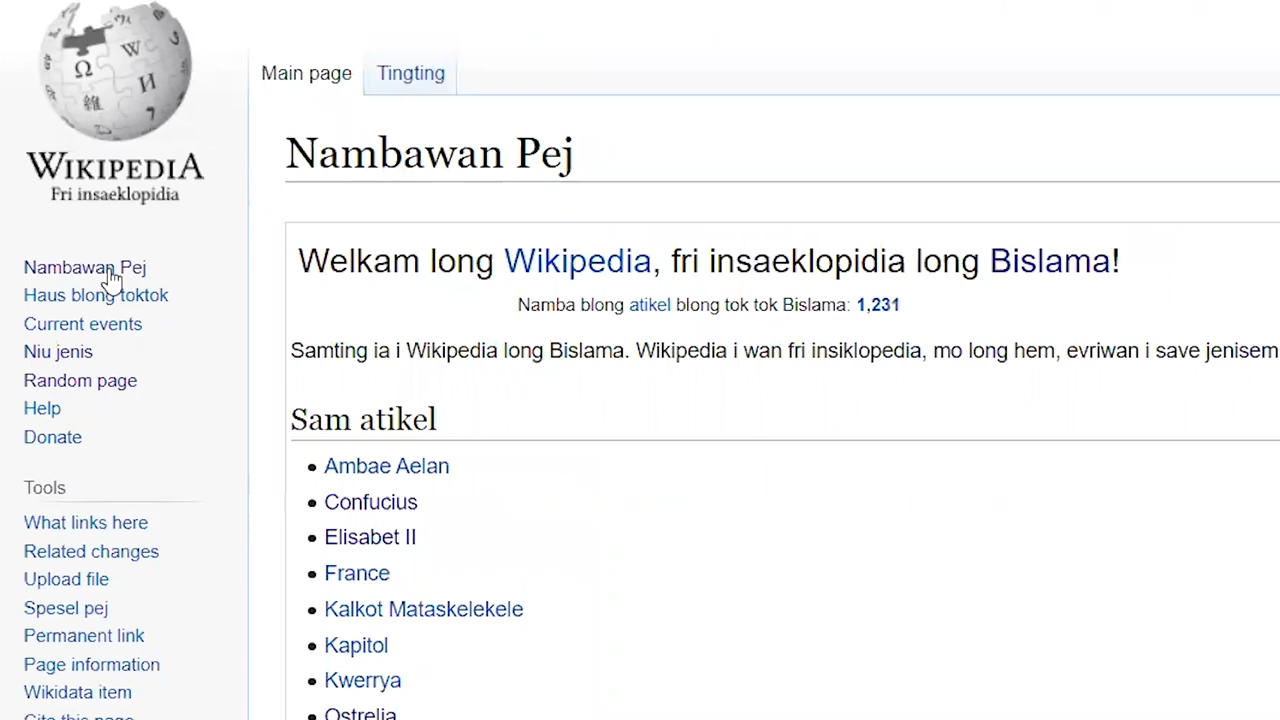 WIKIPEDIA
Fri insaeklopidia
Main page
Tingting
Nambawan Pej
Welkam long Wikipedia, fri insaeklopidia long Bislama!
Namba blong atikel blong tok tok Bislama: 1,231
Samting ia i Wikipedia long Bislama. Wikipedia i wan fri insiklopedia, mo long hem, evriwan i save jenisem
Sam atikel
Ambae Aelan
Confucius
Elisabet II
France
Kalkot Mataskelekele
Kapitol
Kwerrya
Ostrelia
Nambawan Pej
Haus blong toktok
Current events
Niu jenis
Random page
Help
Donate
Tools
What links here
Related changes
Upload file
Spesel pej
Permanent link
Page information
Wikidata item
Cite this page